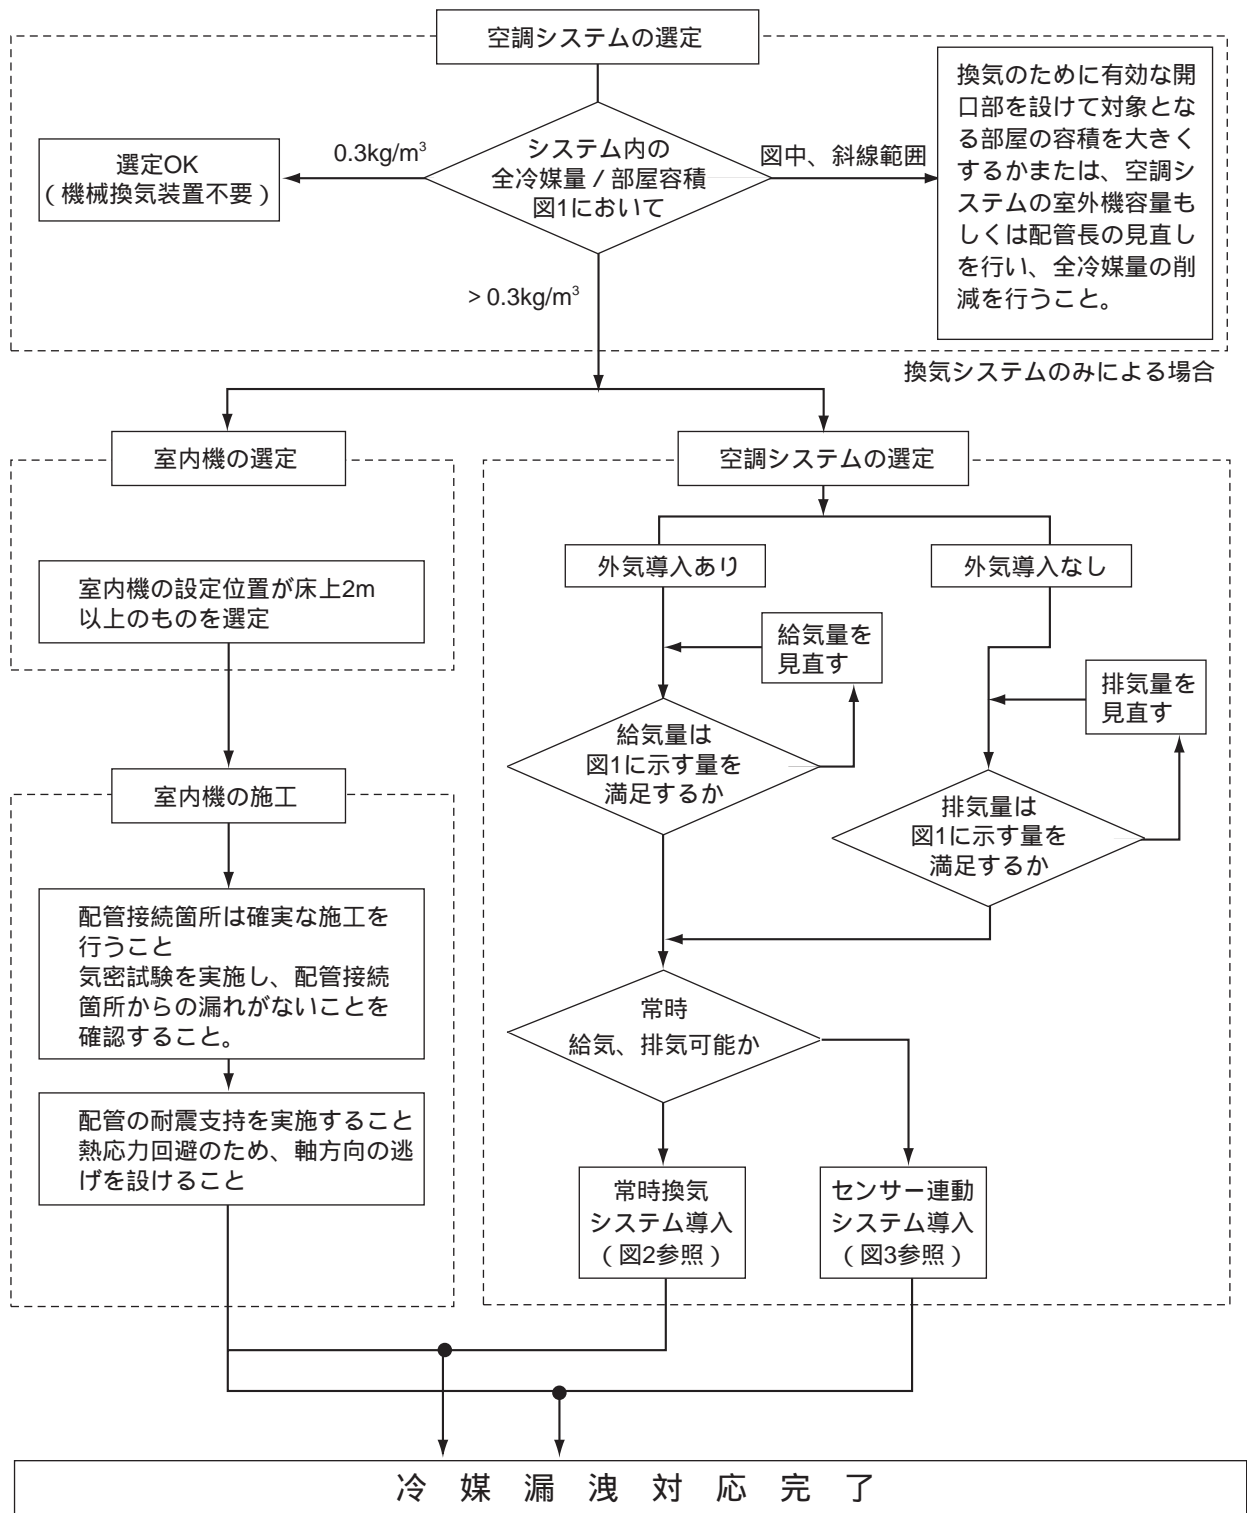 空調システムの選定
換気のために有効な開
口部を設けて対象とな
る部屋の容積を大きく
するかまたは、空調シ
ステムの室外機容量も
しくは配管長の見直し
を行い、全冷媒量の削
減を行うこと。
選定OK
（機械換気装置不要）
0.3kg/m³
システム内の
全冷媒量 / 部屋容積
図1において
図中、斜線範囲
> 0.3kg/m³
換気システムのみによる場合
室内機の選定
室内機の設定位置が床上2m
以上のものを選定
室内機の施工
配管接続箇所は確実な施工を
行うこと
気密試験を実施し、配管接続
箇所からの漏れがないことを
確認すること。
配管の耐震支持を実施すること
熱応力回避のため、軸方向の逃
げを設けること
空調システムの選定
外気導入あり
外気導入なし
給気量を
見直す
排気量を
見直す
給気量は
図1に示す量を
満足するか
排気量は
図1に示す量を
満足するか
常時
給気、排気可能か
常時換気
システム導入
（図2参照）
センサー連動
システム導入
（図3参照）
冷媒漏洩対応完了